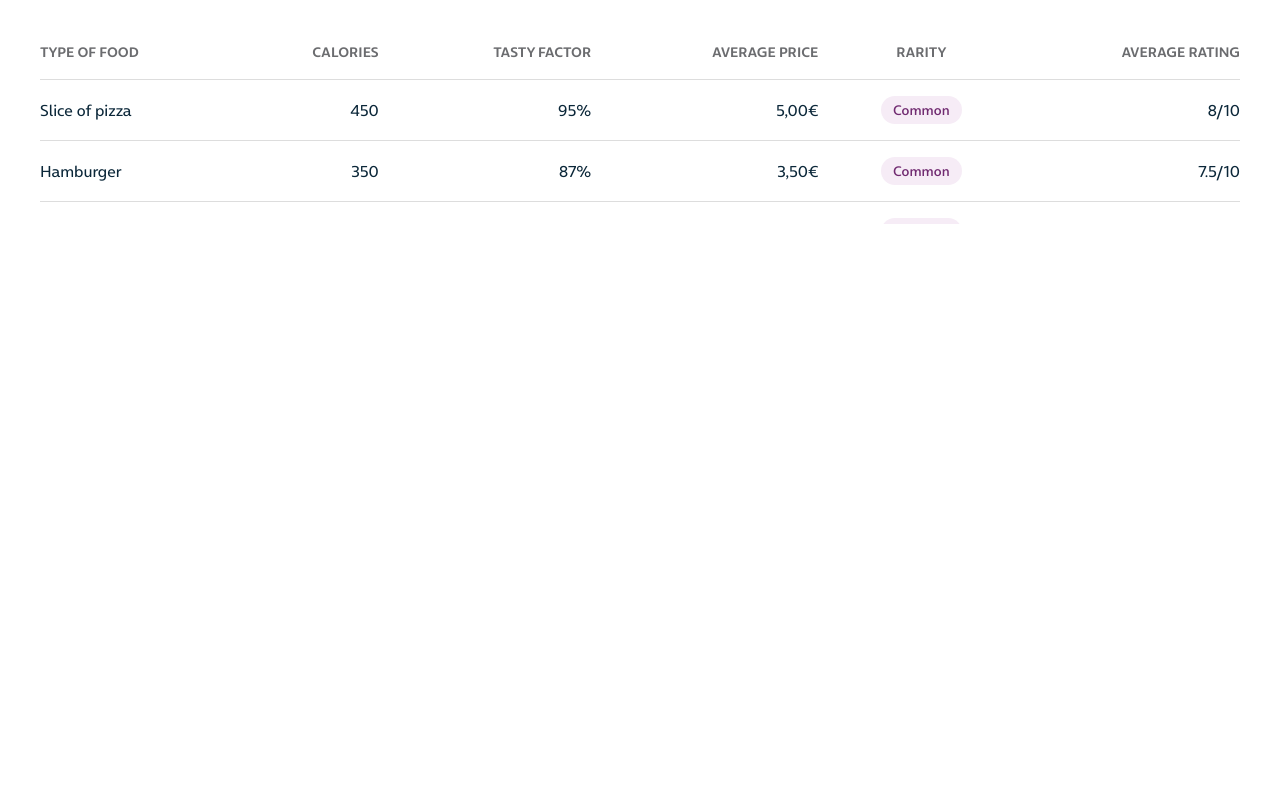 TYPE OF FOOD CALORIES TASTY FACTOR AVERAGE PRICE RARITY AVERAGE RATING
Slice of pizza 450 95% 5,00€ Common 8/10
Hamburger 350 87% 3,50€ Common 7.5/10